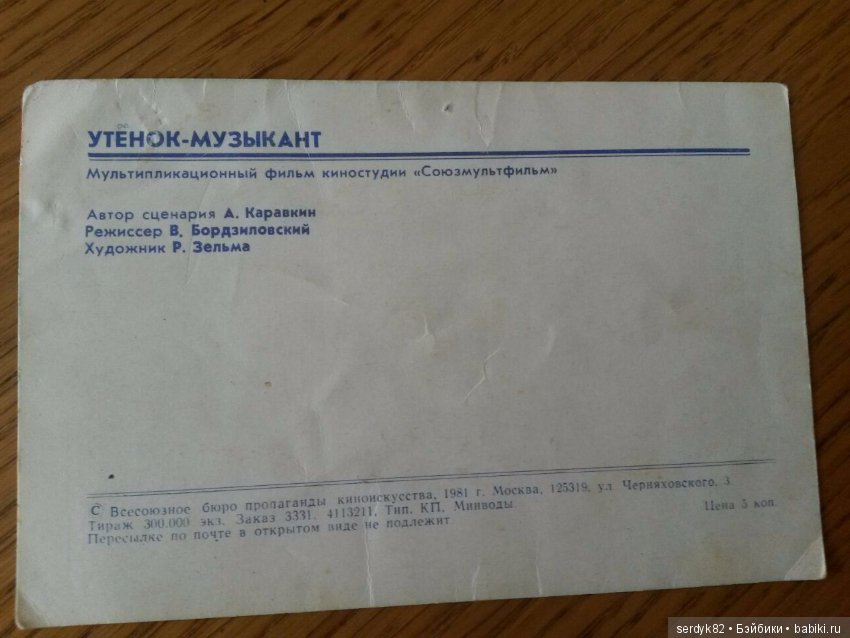 УТЁНОК-МУЗЫКАНТ
Мультипликационный фильм киностудии «Союзмультфильм»
Автор сценария А. Каравкин
Режиссер В. Бордзиловский
Художник Р. Зельма
© Всесоюзное бюро пропаганды киноискусства, 1981 г. Москва, 125319, ул. Черняховского, 3
Тираж 300.000 экз. Заказ 3331. 4113211, Тип. КП, Минводы. Цена 5 коп.
Пересылке по почте в открытом виде не подлежит
serdyk82 • Бэйбики • babiki.ru